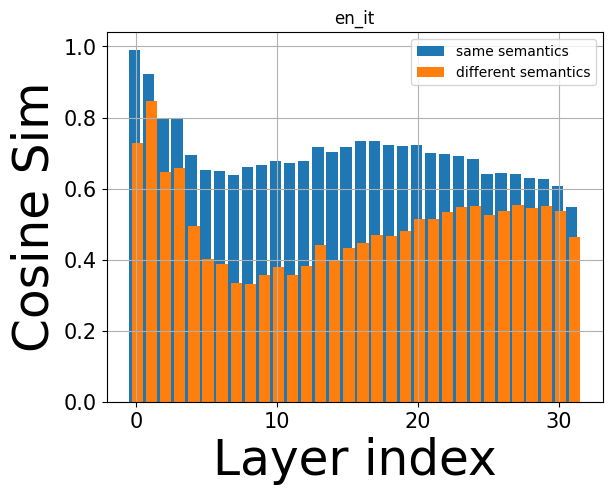 en_it
same semantics
different semantics
Cosine Sim
1.0
0.8
0.6
0.4
0.2
0.0
0 10 20 30
Layer index